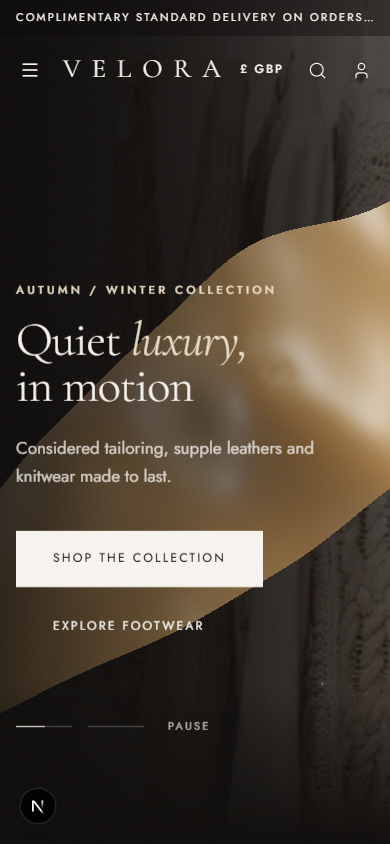 COMPLIMENTARY STANDARD DELIVERY ON ORDERS…
VELORA £ GBP
AUTUMN / WINTER COLLECTION
Quiet luxury,
in motion
Considered tailoring, supple leathers and
knitwear made to last.
SHOP THE COLLECTION
EXPLORE FOOTWEAR
PAUSE
N